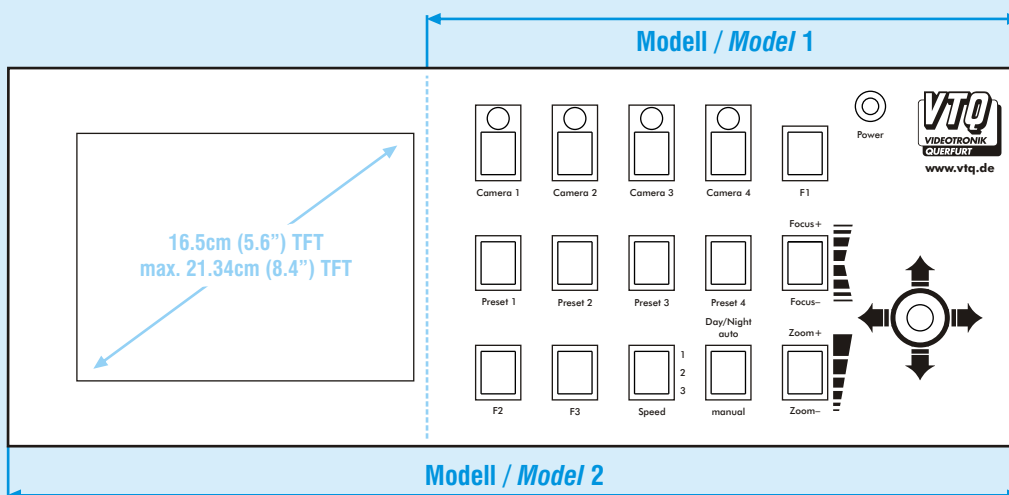 Modell / Model 1
VTQ
VIDEOTRONIK
QUERFURT
www.vtq.de
Power
Camera 1 Camera 2 Camera 3 Camera 4 F1
16.5cm (5.6”) TFT
max. 21.34cm (8.4”) TFT
Focus+
Preset 1 Preset 2 Preset 3 Preset 4 Focus–
Day/Night
auto
Zoom+
1
2
3
F2 F3 Speed manual Zoom–
Modell / Model 2